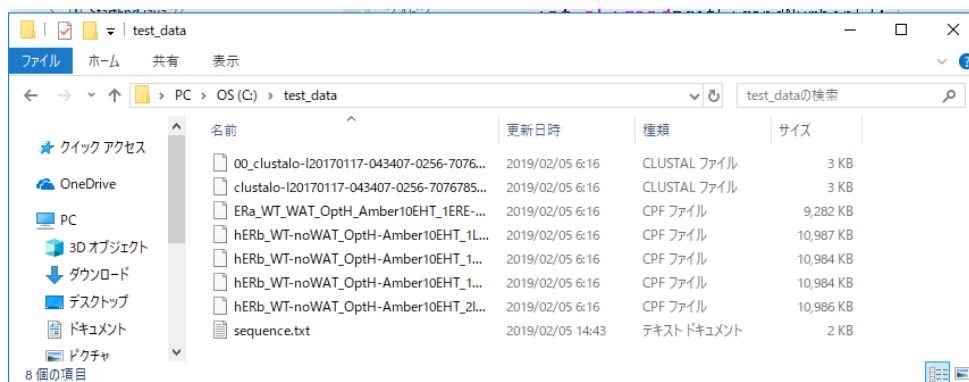 test_data
ファイル ホーム 共有 表示
PC > OS (C:) > test_data
test_dataの検索
名前 更新日時 種類 サイズ
クイック アクセス
OneDrive
PC
3D オブジェクト
ダウンロード
デスクトップ
ドキュメント
ピクチャ
00_clustalo-I20170117-043407-0256-7076... 2019/02/05 6:16 CLUSTAL ファイル 3 KB
clustalo-I20170117-043407-0256-7076785... 2019/02/05 6:16 CLUSTAL ファイル 3 KB
ERa_WT_WAT_OptH_Amber10EHT_1ERE-... 2019/02/05 6:16 CPF ファイル 9,282 KB
hERb_WT-noWAT_OptH-Amber10EHT_1L... 2019/02/05 6:16 CPF ファイル 10,987 KB
hERb_WT-noWAT_OptH-Amber10EHT_1... 2019/02/05 6:16 CPF ファイル 10,984 KB
hERb_WT-noWAT_OptH-Amber10EHT_1... 2019/02/05 6:16 CPF ファイル 10,984 KB
hERb_WT-noWAT_OptH-Amber10EHT_2I... 2019/02/05 6:16 CPF ファイル 10,986 KB
sequence.txt 2019/02/05 14:43 テキスト ドキュメント 2 KB
8 個の項目